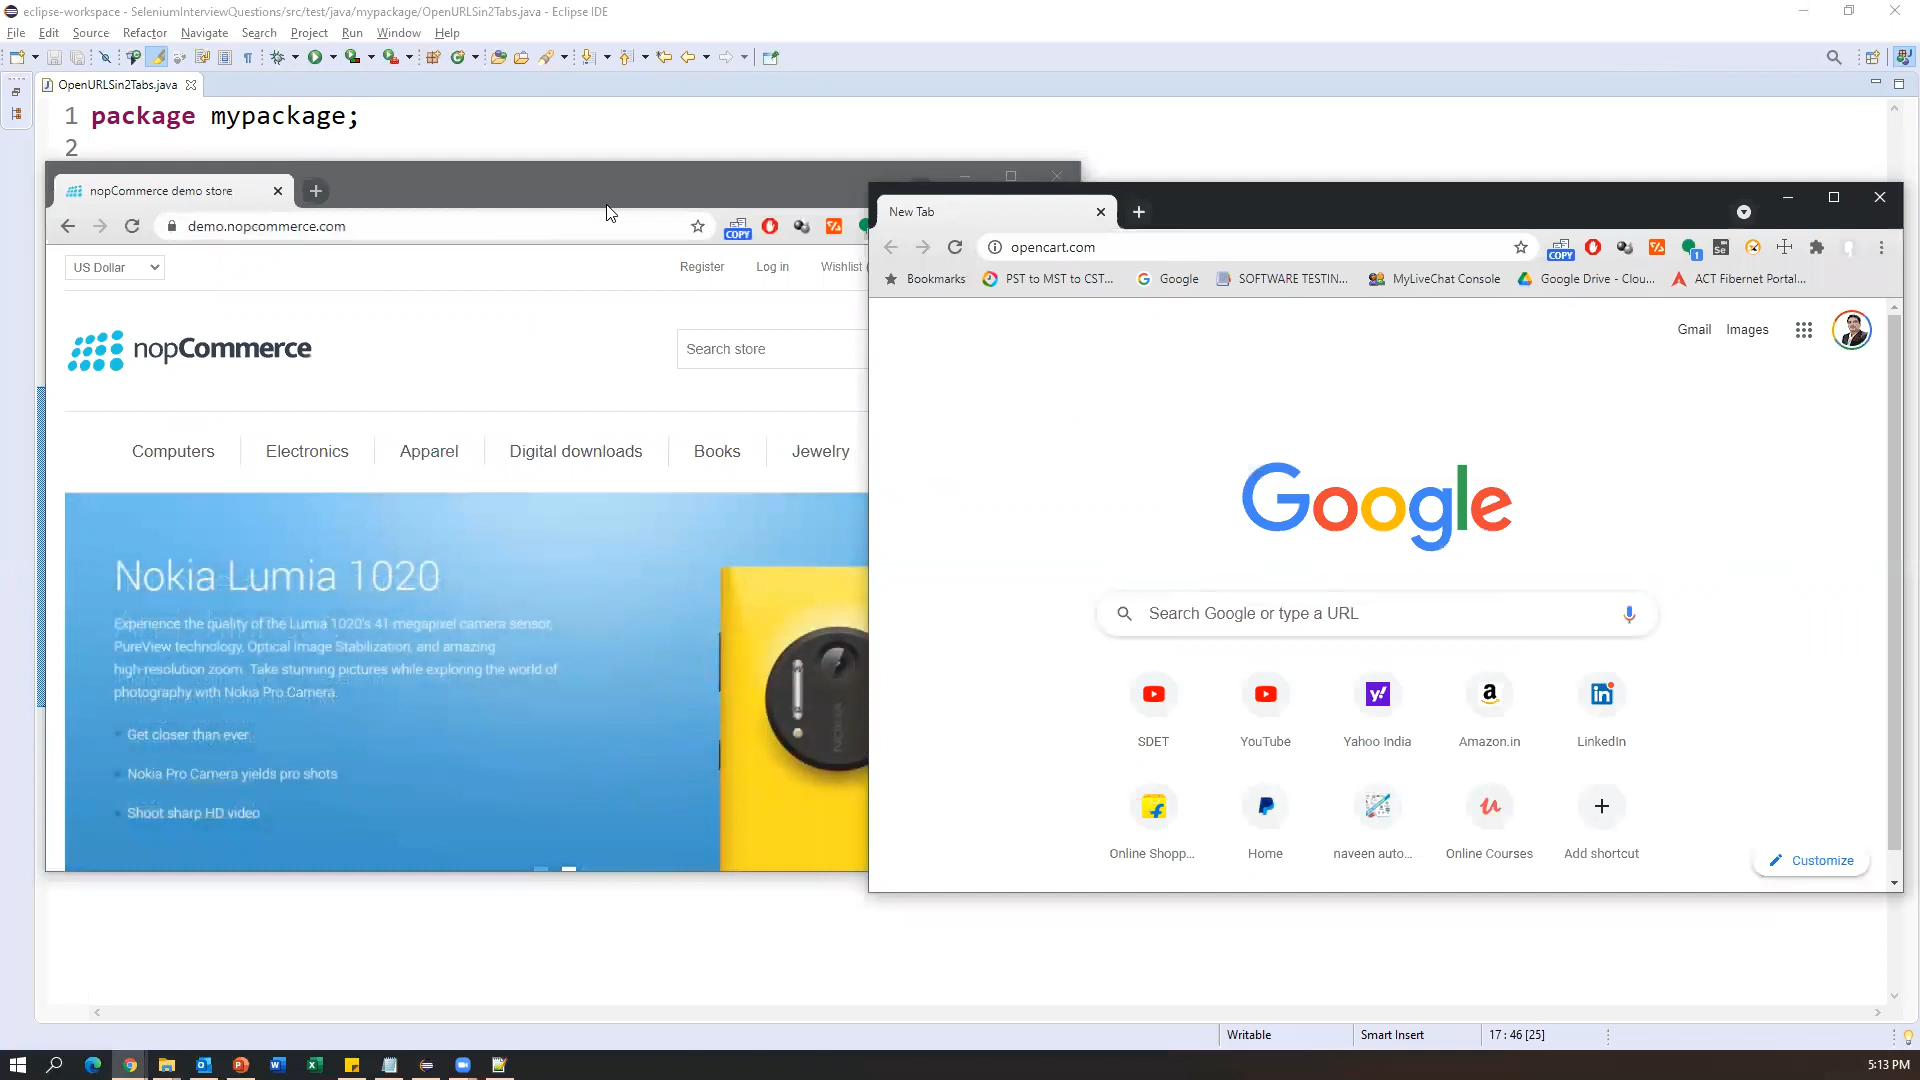 eclipse-workspace - SeleniumInterviewQuestions/src/test/java/mypackage/OpenURLSin2Tabs.java - Eclipse IDE
File Edit Source Refactor Navigate Search Project Run Window Help
OpenURLSin2Tabs.java
1 package mypackage;
2
nopCommerce demo store
demo.nopcommerce.com
COPY
US Dollar
Register Log in Wishlist (
nopCommerce
Search store
Computers Electronics Apparel Digital downloads Books Jewelry
Nokia Lumia 1020
Experience the quality of the Lumia 1020's 41 megapixel camera sensor,
PureView technology, Optical Image Stabilization, and amazing
high-resolution zoom. Take stunning pictures while exploring the world of
photography with Nokia Pro Camera.
Get closer than ever
Nokia Pro Camera yields pro shots
Shoot sharp HD video
NOKIA
New Tab
opencart.com
COPY
1
Se
Bookmarks PST to MST to CST... Google SOFTWARE TESTIN... MyLiveChat Console Google Drive - Clou... ACT Fibernet Portal...
Gmail Images
Google
Search Google or type a URL
SDET YouTube Yahoo India Amazon.in LinkedIn
Online Shopp... Home naveen auto... Online Courses Add shortcut
Customize
Writable Smart Insert 17 : 46 [25]
5:13 PM